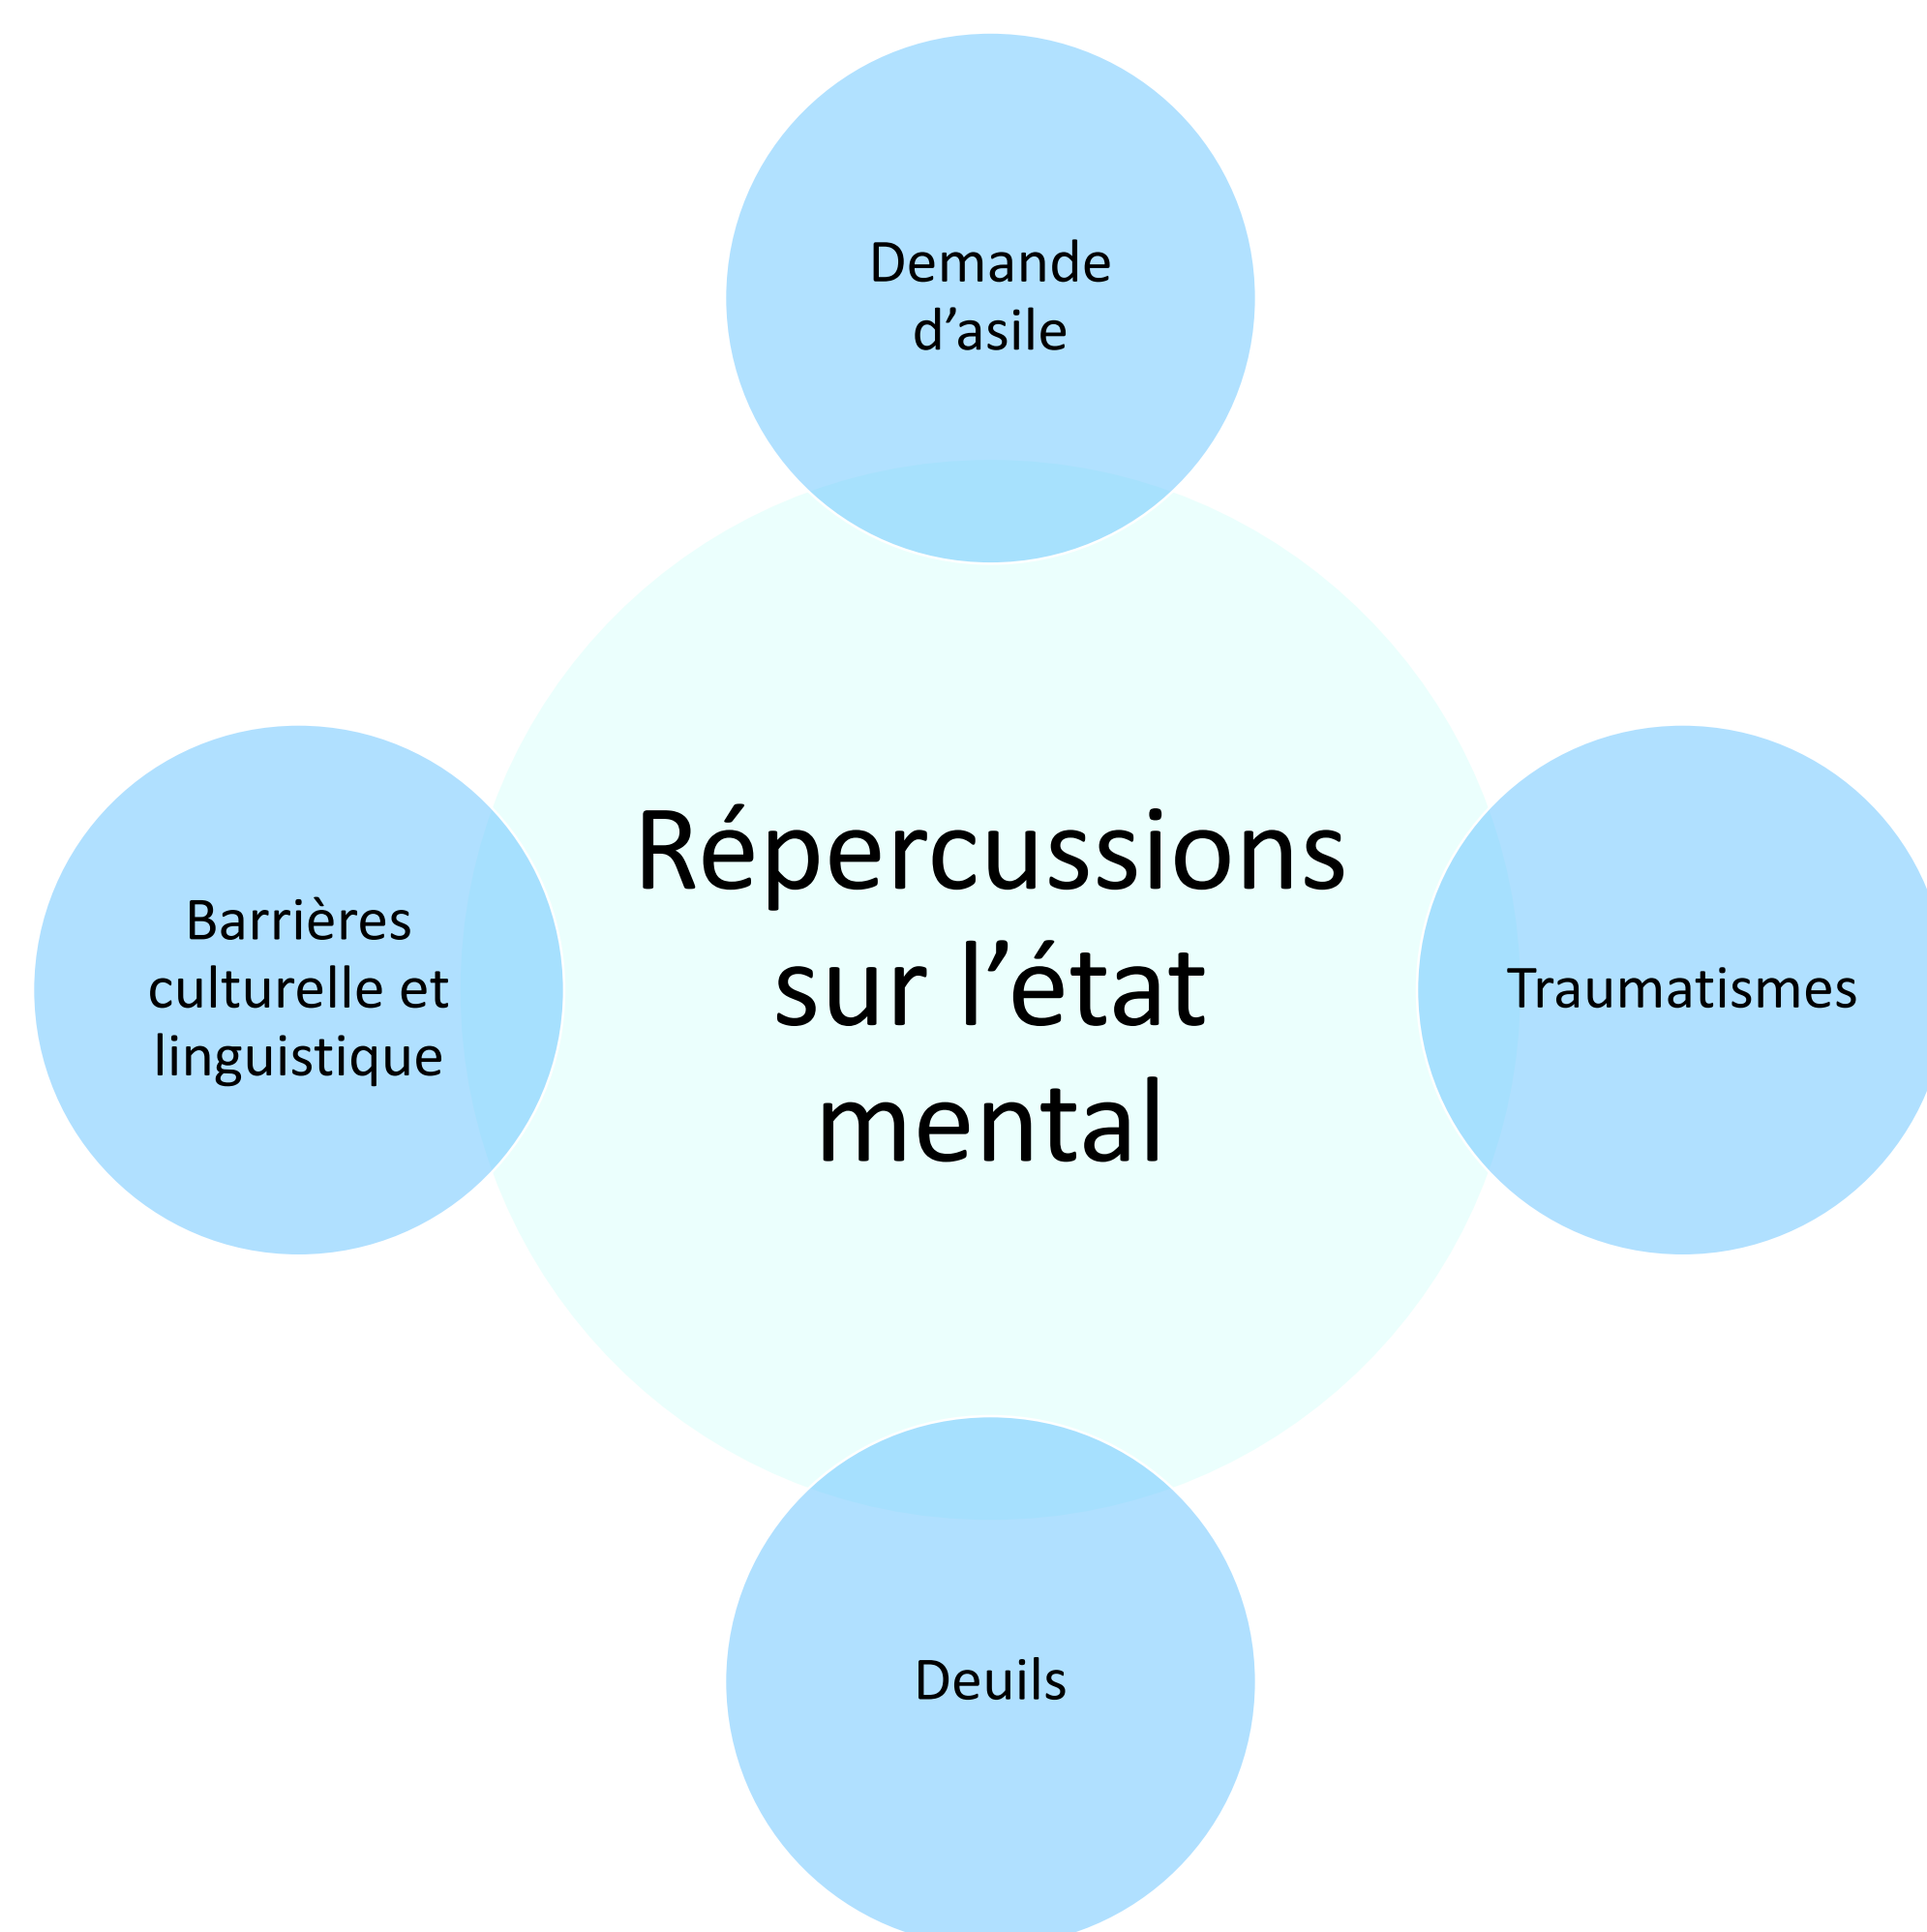 Demande
d’asile
Répercussions
sur l’état
mental
Barrières
culturelle et
linguistique
Traumatismes
Deuils